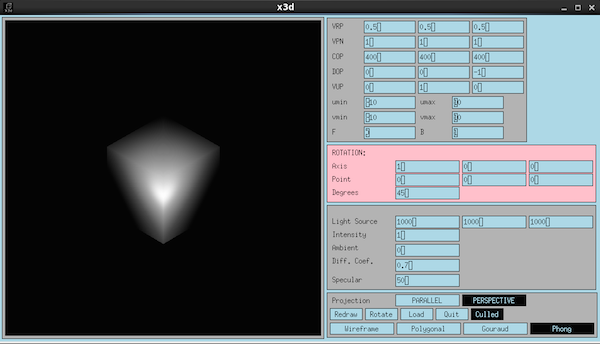 x3d
x3d
VRP 0.5 0.5 0.5
VPN 1 1 1
COP 400 400 400
DOP 0 0 -1
VUP 0 1 0
umin -10 umax 10
vmin -10 vmax 10
F B
ROTATION:
Axis 1 0 0
Point 0 0 0
Degrees 45
Light Source 1000 1000 1000
Intensity 1
Ambient 0
Diff. Coef. 0.7
Specular 50
Projection PARALLEL PERSPECTIVE
Redraw Rotate Load Quit Culled
Wireframe Polygonal Gouraud Phong